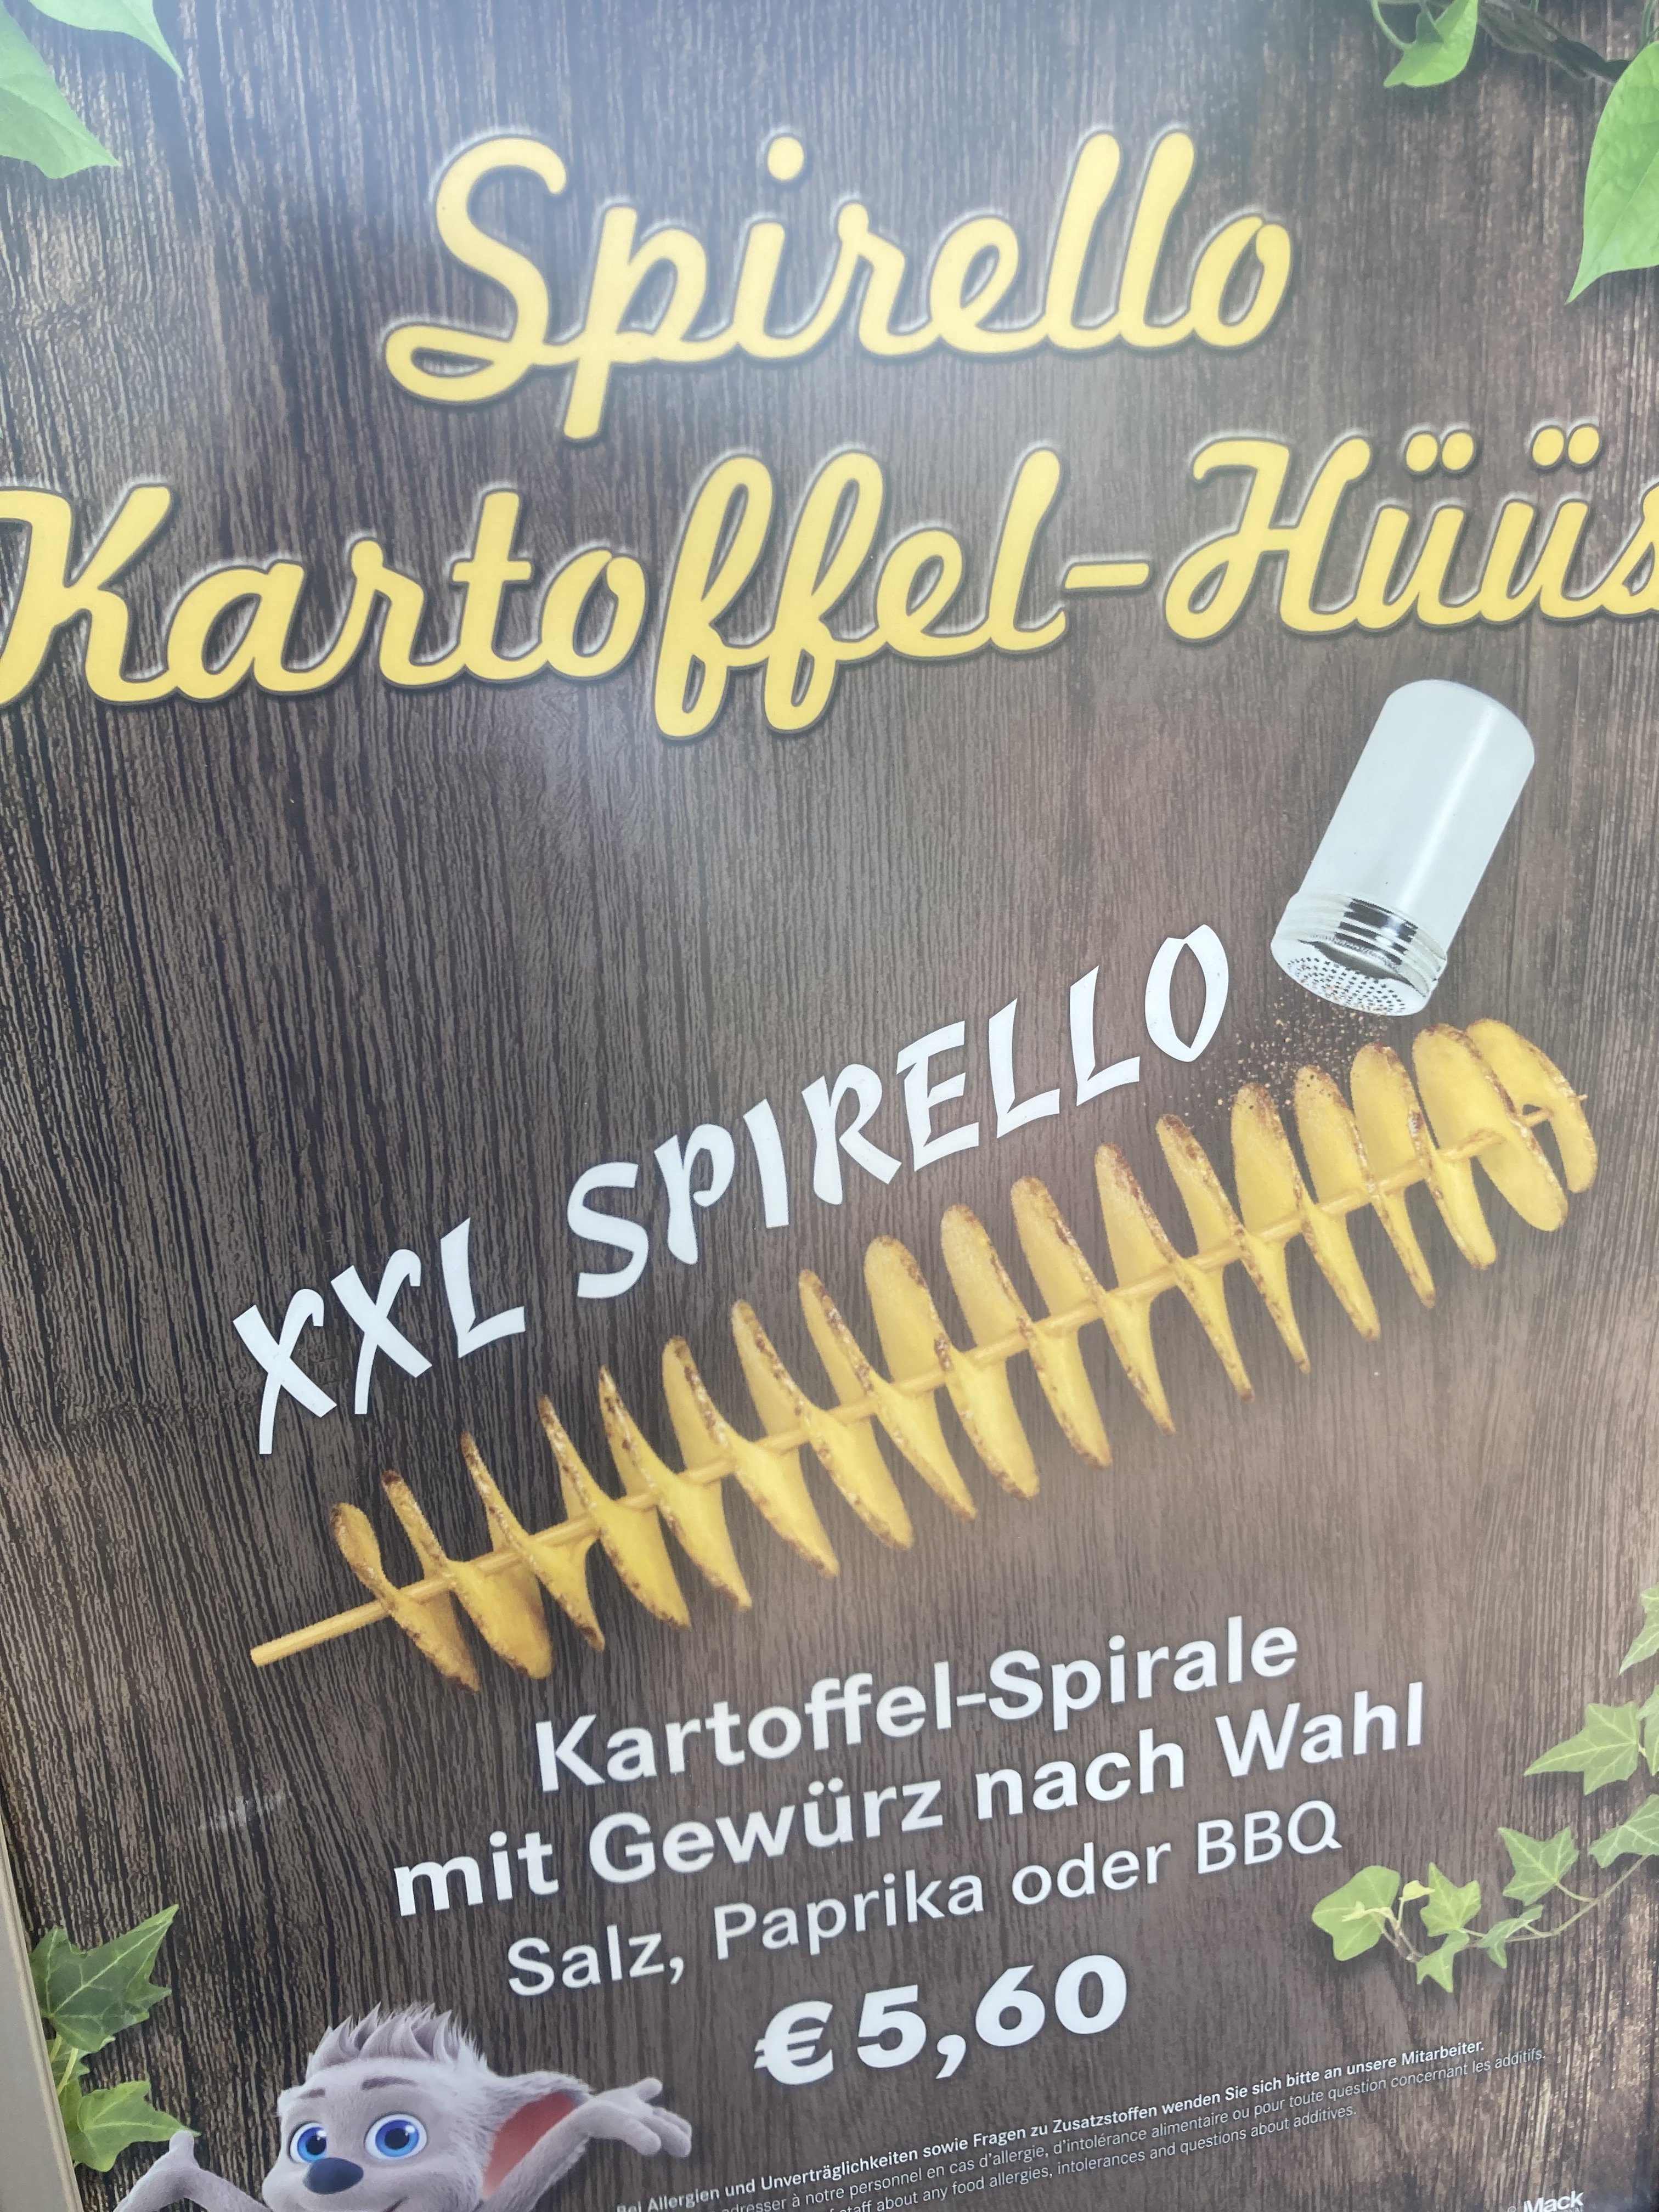 Spirello
Kartoffel-Hüüs
XXL SPIRELLO
Kartoffel-Spirale
mit Gewürz nach Wahl
Salz, Paprika oder BBQ
€ 5,60
Bei Allergien und Unverträglichkeiten sowie Fragen zu Zusatzstoffen wenden Sie sich bitte an unsere Mitarbeiter.
adresser à notre personnel en cas d'allergie, d'intolérance alimentaire ou pour toute question concernant les additifs.
staff about any food allergies, intolerances and questions about additives.
© Mack